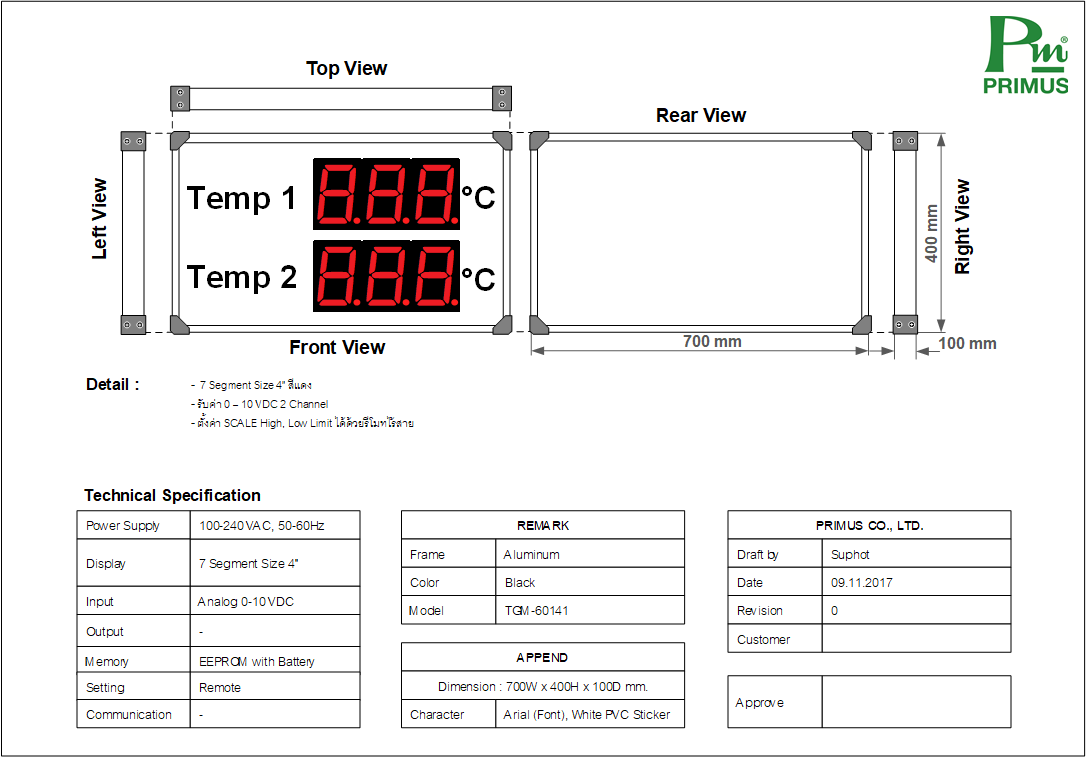 Pm®
PRIMUS
Top View
Rear View
Left View
Temp 1 8.8.8. °C
Temp 2 8.8.8. °C
400 mm
Right View
Front View
700 mm
100 mm
Detail :
- 7 Segment Size 4" สีแดง
- รับค่า 0 – 10 VDC 2 Channel
- ตั้งค่า SCALE High, Low Limit ได้ด้วยรีโมทไร้สาย
Technical Specification
Power Supply 100-240 VAC, 50-60Hz
Display 7 Segment Size 4"
Input Analog 0-10 VDC
Output -
Memory EEPROM with Battery
Setting Remote
Communication -
REMARK
Frame Aluminum
Color Black
Model TGM-60141
APPEND
Dimension : 700W x 400H x 100D mm.
Character Arial (Font), White PVC Sticker
PRIMUS CO., LTD.
Draft by Suphot
Date 09.11.2017
Revision 0
Customer
Approve